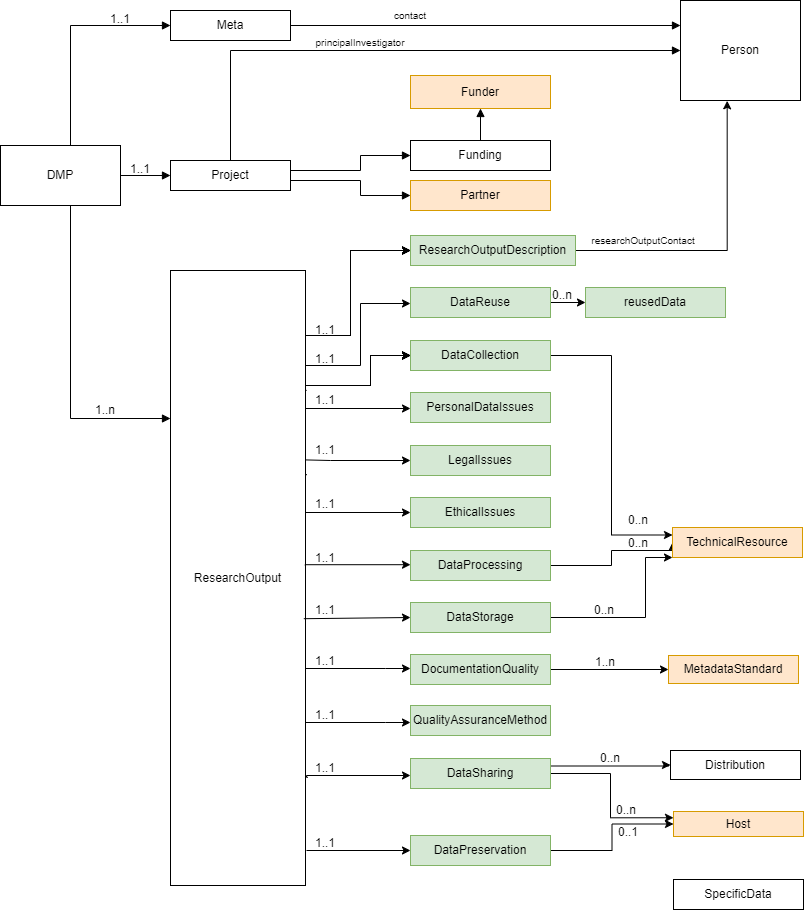 contact
1..1
Meta
principalInvestigator
Person
Funder
Funding
DMP
1..1
Project
Partner
researchOutputContact
ResearchOutputDescription
0..n
DataReuse
reusedData
1..1
1..1
DataCollection
1..1
PersonalDataIssues
1..n
1..1
LegalIssues
1..1
EthicalIssues
0..n
TechnicalResource
0..n
1..1
DataProcessing
ResearchOutput
1..1
DataStorage
0..n
1..1
DocumentationQuality
1..n
MetadataStandard
1..1
QualityAssuranceMethod
0..n
1..1
DataSharing
Distribution
0..n
Host
0..1
1..1
DataPreservation
SpecificData